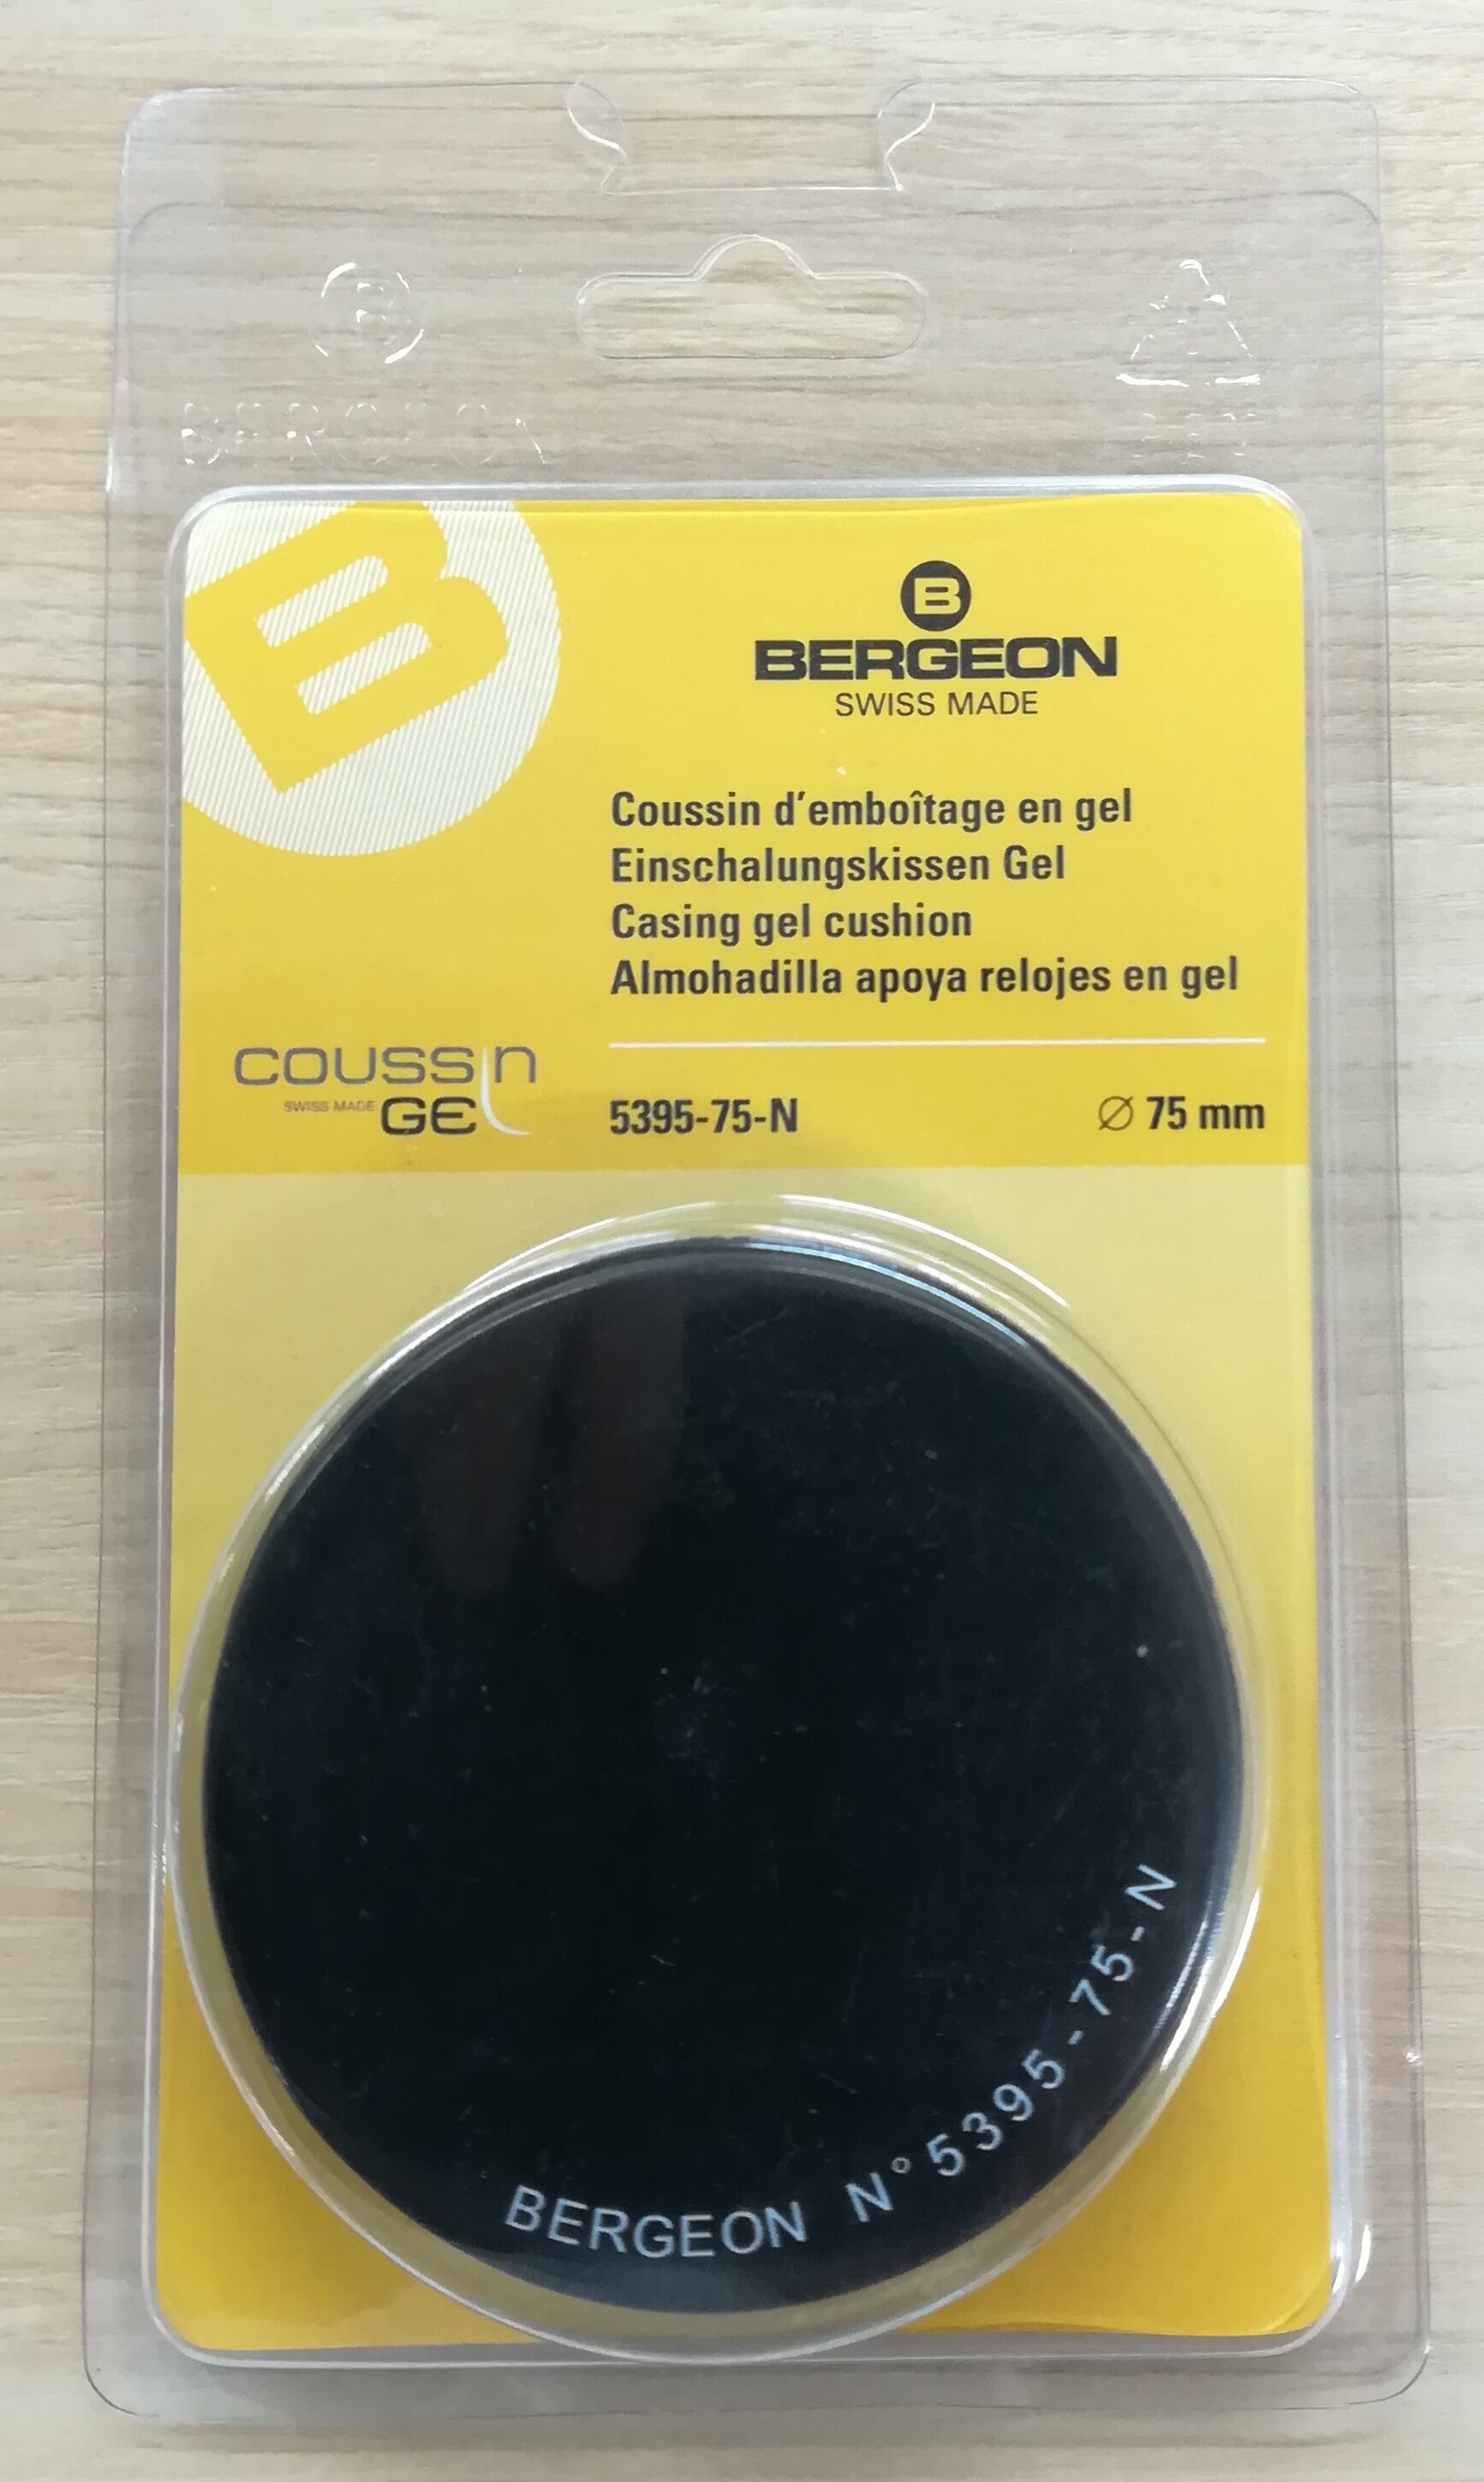 BERGEON
B
BERGEON
SWISS MADE
Coussin d'emboîtage en gel
Einschalungskissen Gel
Casing gel cushion
Almohadilla apoya relojes en gel
COUSSIN
SWISS MADE GEL
5395-75-N
Ø 75 mm
BERGEON N° 5395-75-N